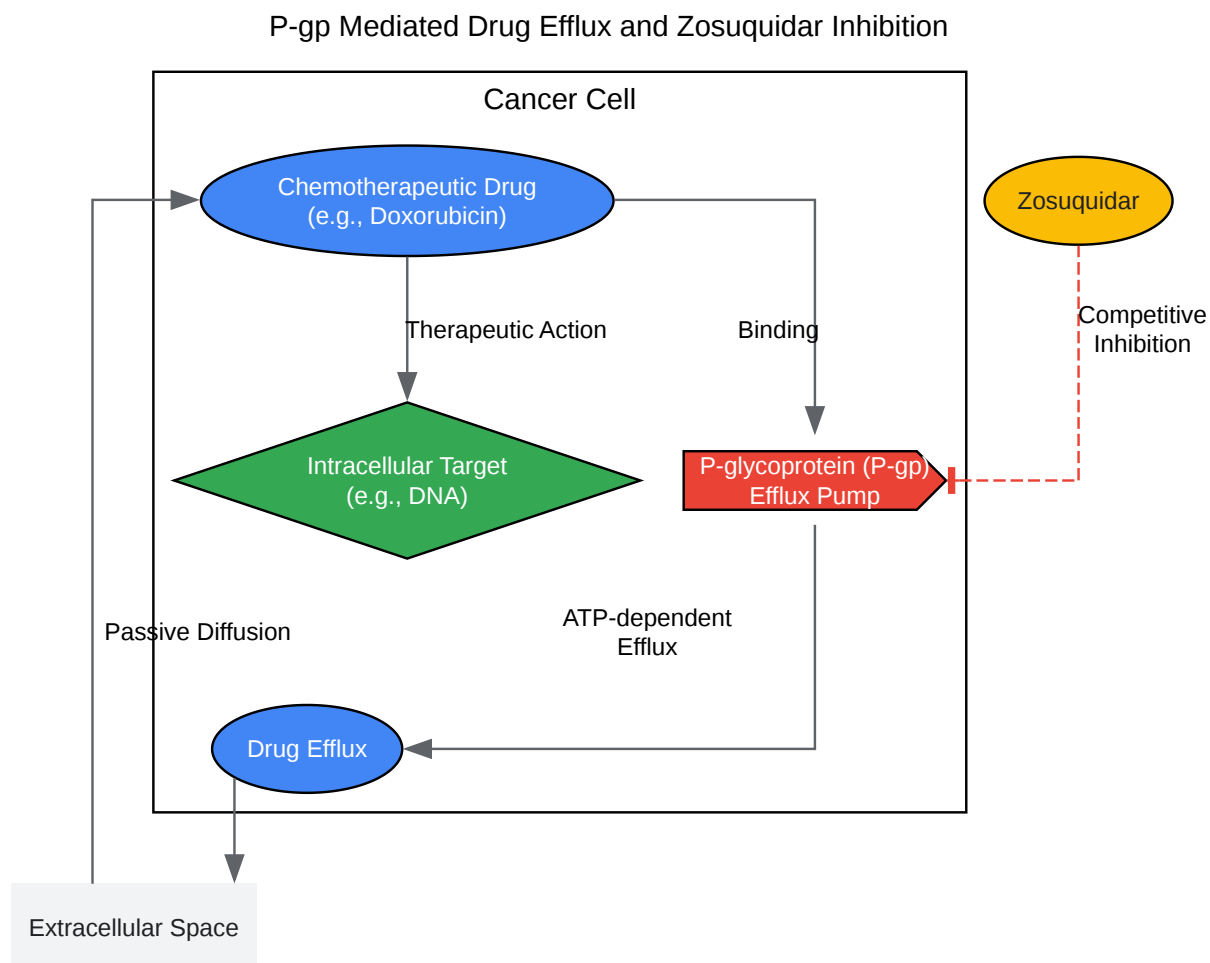 P-gp Mediated Drug Efflux and Zosuquidar Inhibition
Cancer Cell
Chemotherapeutic Drug
(e.g., Doxorubicin)
Zosuquidar
Therapeutic Action
Binding
Competitive
Inhibition
Intracellular Target
(e.g., DNA)
P-glycoprotein (P-gp)
Efflux Pump
Passive Diffusion
ATP-dependent
Efflux
Drug Efflux
Extracellular Space